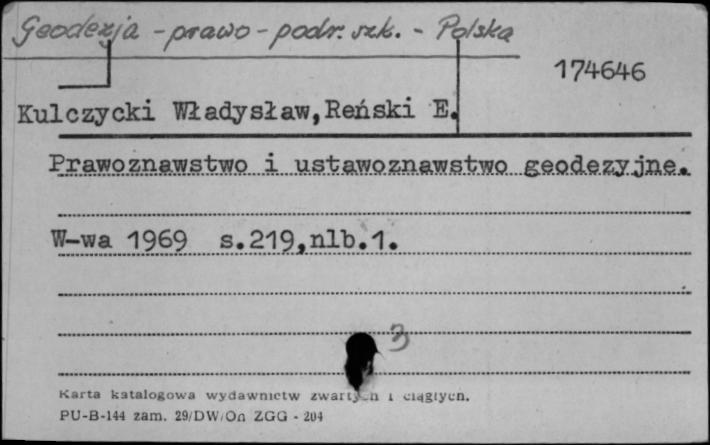 Geodezja - prawo - podr. szk. - Polska
174646
Kulczycki Władysław,Reński E.
Prawoznawstwo i ustawoznawstwo geodezyjne.
W-wa 1969 s.219,nlb.1.
3
Karta katalogowa wydawnictw zwartych i ciągłych.
PU-B-144 zam. 29/DW/On ZGG - 204